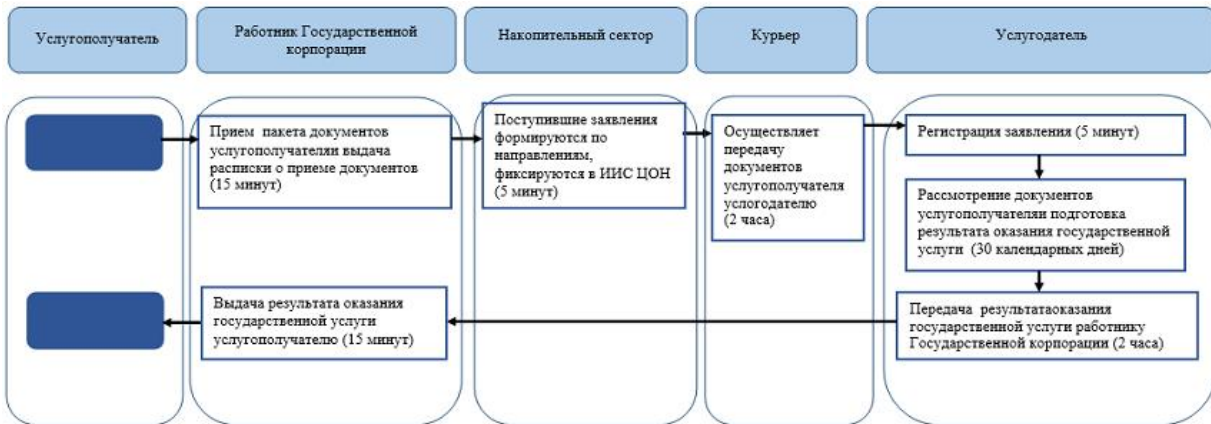 Услугополучатель
Работник Государственной
корпорации
Накопительный сектор
Курьер
Услугодатель
Прием пакета документов
услугополучателяи выдача
расписки о приеме документов
(15 минут)
Поступившие заявления
формируются по
направлениям,
фиксируются в ИИС ЦОН
(5 минут)
Осуществляет
передачу
документов
услугополучателя
услогодателю
(2 часа)
Регистрация заявления (5 минут)
Рассмотрение документов
услугополучателяи подготовка
результата оказания государственной
услуги (30 календарных дней)
Выдача результата оказания
государственной услуги
услугополучателю (15 минут)
Передача результатаоказания
государственной услуги работнику
Государственной корпорации (2 часа)